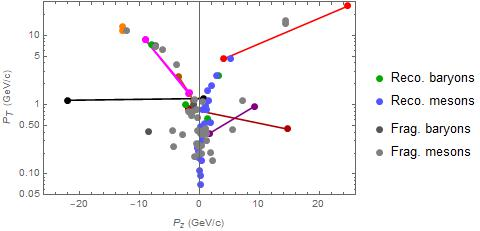 10
5
1
0.50
0.10
0.05
-20
-10
0
10
20
P_T (GeV/c)
P_z (GeV/c)
Reco. baryons
Reco. mesons
Frag. baryons
Frag. mesons